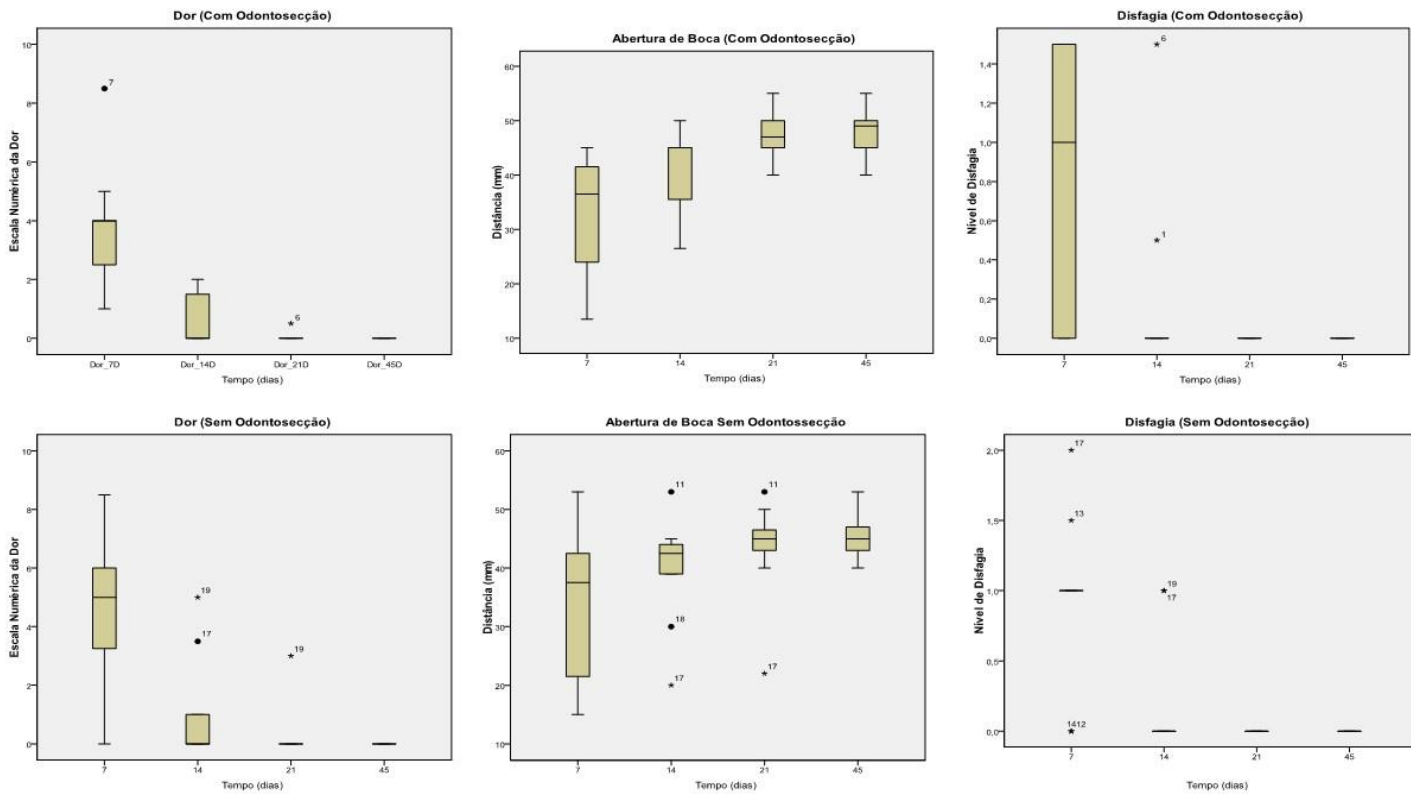 Dor (Com Odontosecção)
Escala Numérica da Dor
10
8
6
4
2
0
7
6
Dor_7D Dor_14D Dor_21D Dor_45D
Tempo (dias)
Abertura de Boca (Com Odontosecção)
Distância (mm)
60
50
40
30
20
10
7 14 21 45
Tempo (dias)
Disfagia (Com Odontosecção)
Nível de Disfagia
1,4
1,2
1,0
0,8
0,6
0,4
0,2
0,0
6
1
7 14 21 45
Tempo (dias)
Dor (Sem Odontosecção)
Escala Numérica da Dor
10
8
6
4
2
0
19
17
19
7 14 21 45
Tempo (dias)
Abertura de Boca Sem Odontossecção
Distância (mm)
60
50
40
30
20
10
11
11
18
17
17
7 14 21 45
Tempo (dias)
Disfagia (Sem Odontosecção)
Nível de Disfagia
2,0
1,5
1,0
0,5
0,0
17
13
19
17
1412
7 14 21 45
Tempo (dias)